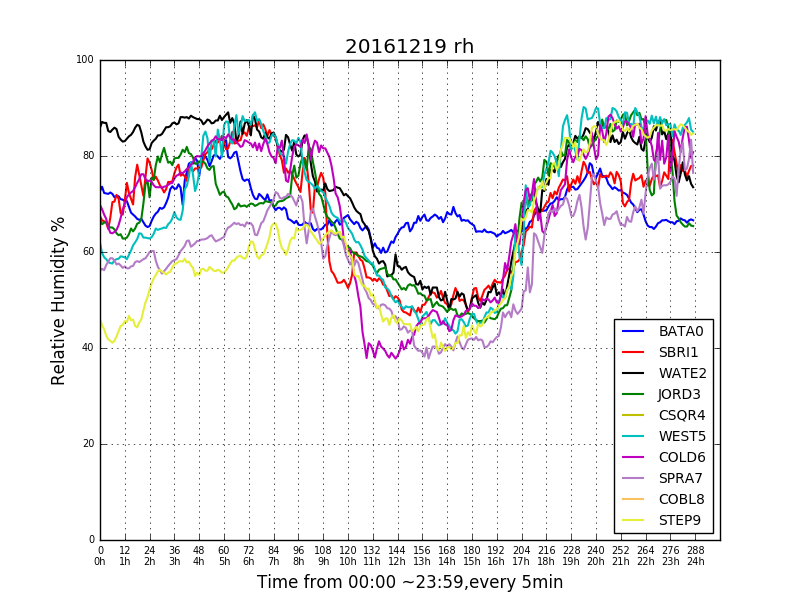 20161219 rh
Relative Humidity %
100
80
60
40
20
0
0 12 24 36 48 60 72 84 96 108 120 132 144 156 168 180 192 204 216 228 240 252 264 276 288
0h 1h 2h 3h 4h 5h 6h 7h 8h 9h 10h 11h 12h 13h 14h 15h 16h 17h 18h 19h 20h 21h 22h 23h 24h
Time from 00:00 ~23:59,every 5min
BATA0
SBRI1
WATE2
JORD3
CSQR4
WEST5
COLD6
SPRA7
COBL8
STEP9